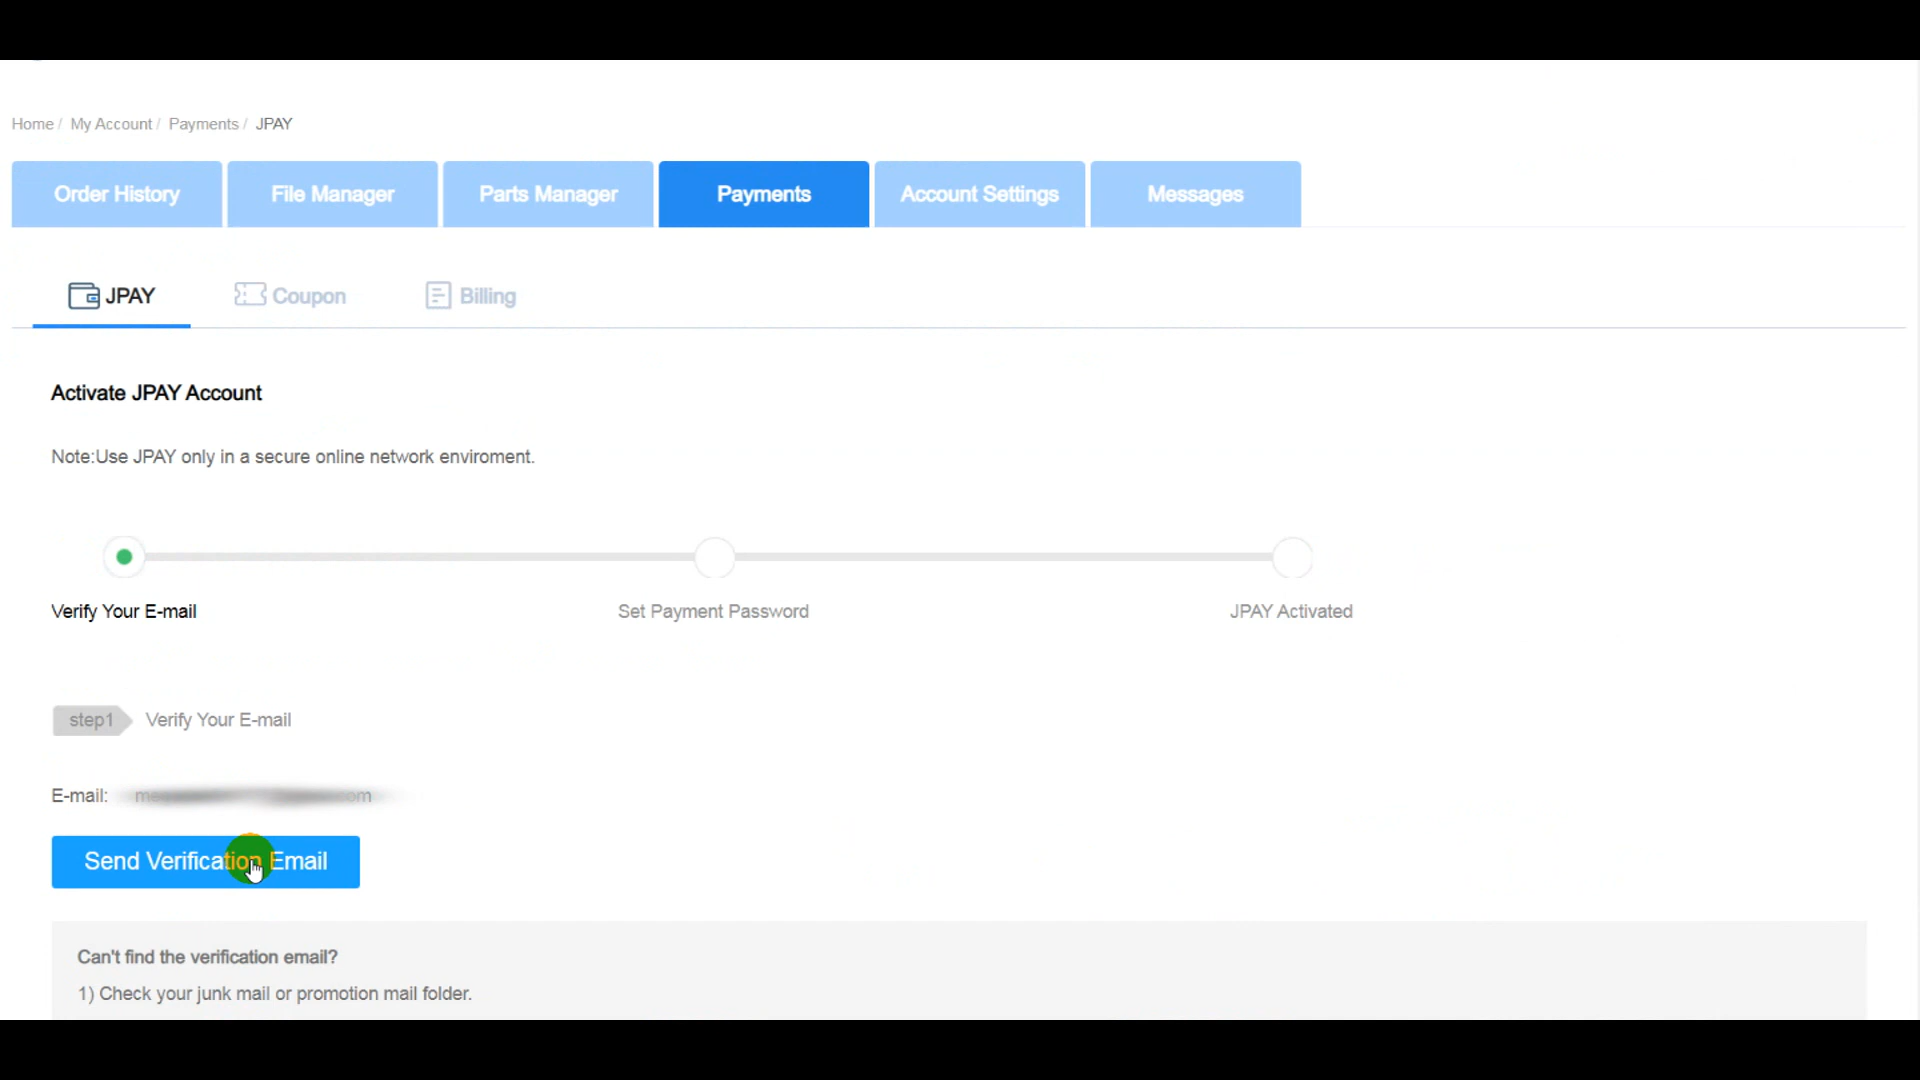 Home / My Account / Payments / JPAY
Order History File Manager Parts Manager Payments Account Settings Messages
JPAY Coupon Billing
Activate JPAY Account
Note:Use JPAY only in a secure online network enviroment.
Verify Your E-mail Set Payment Password JPAY Activated
step1 Verify Your E-mail
E-mail:
Send Verification Email
Can't find the verification email?
1) Check your junk mail or promotion mail folder.